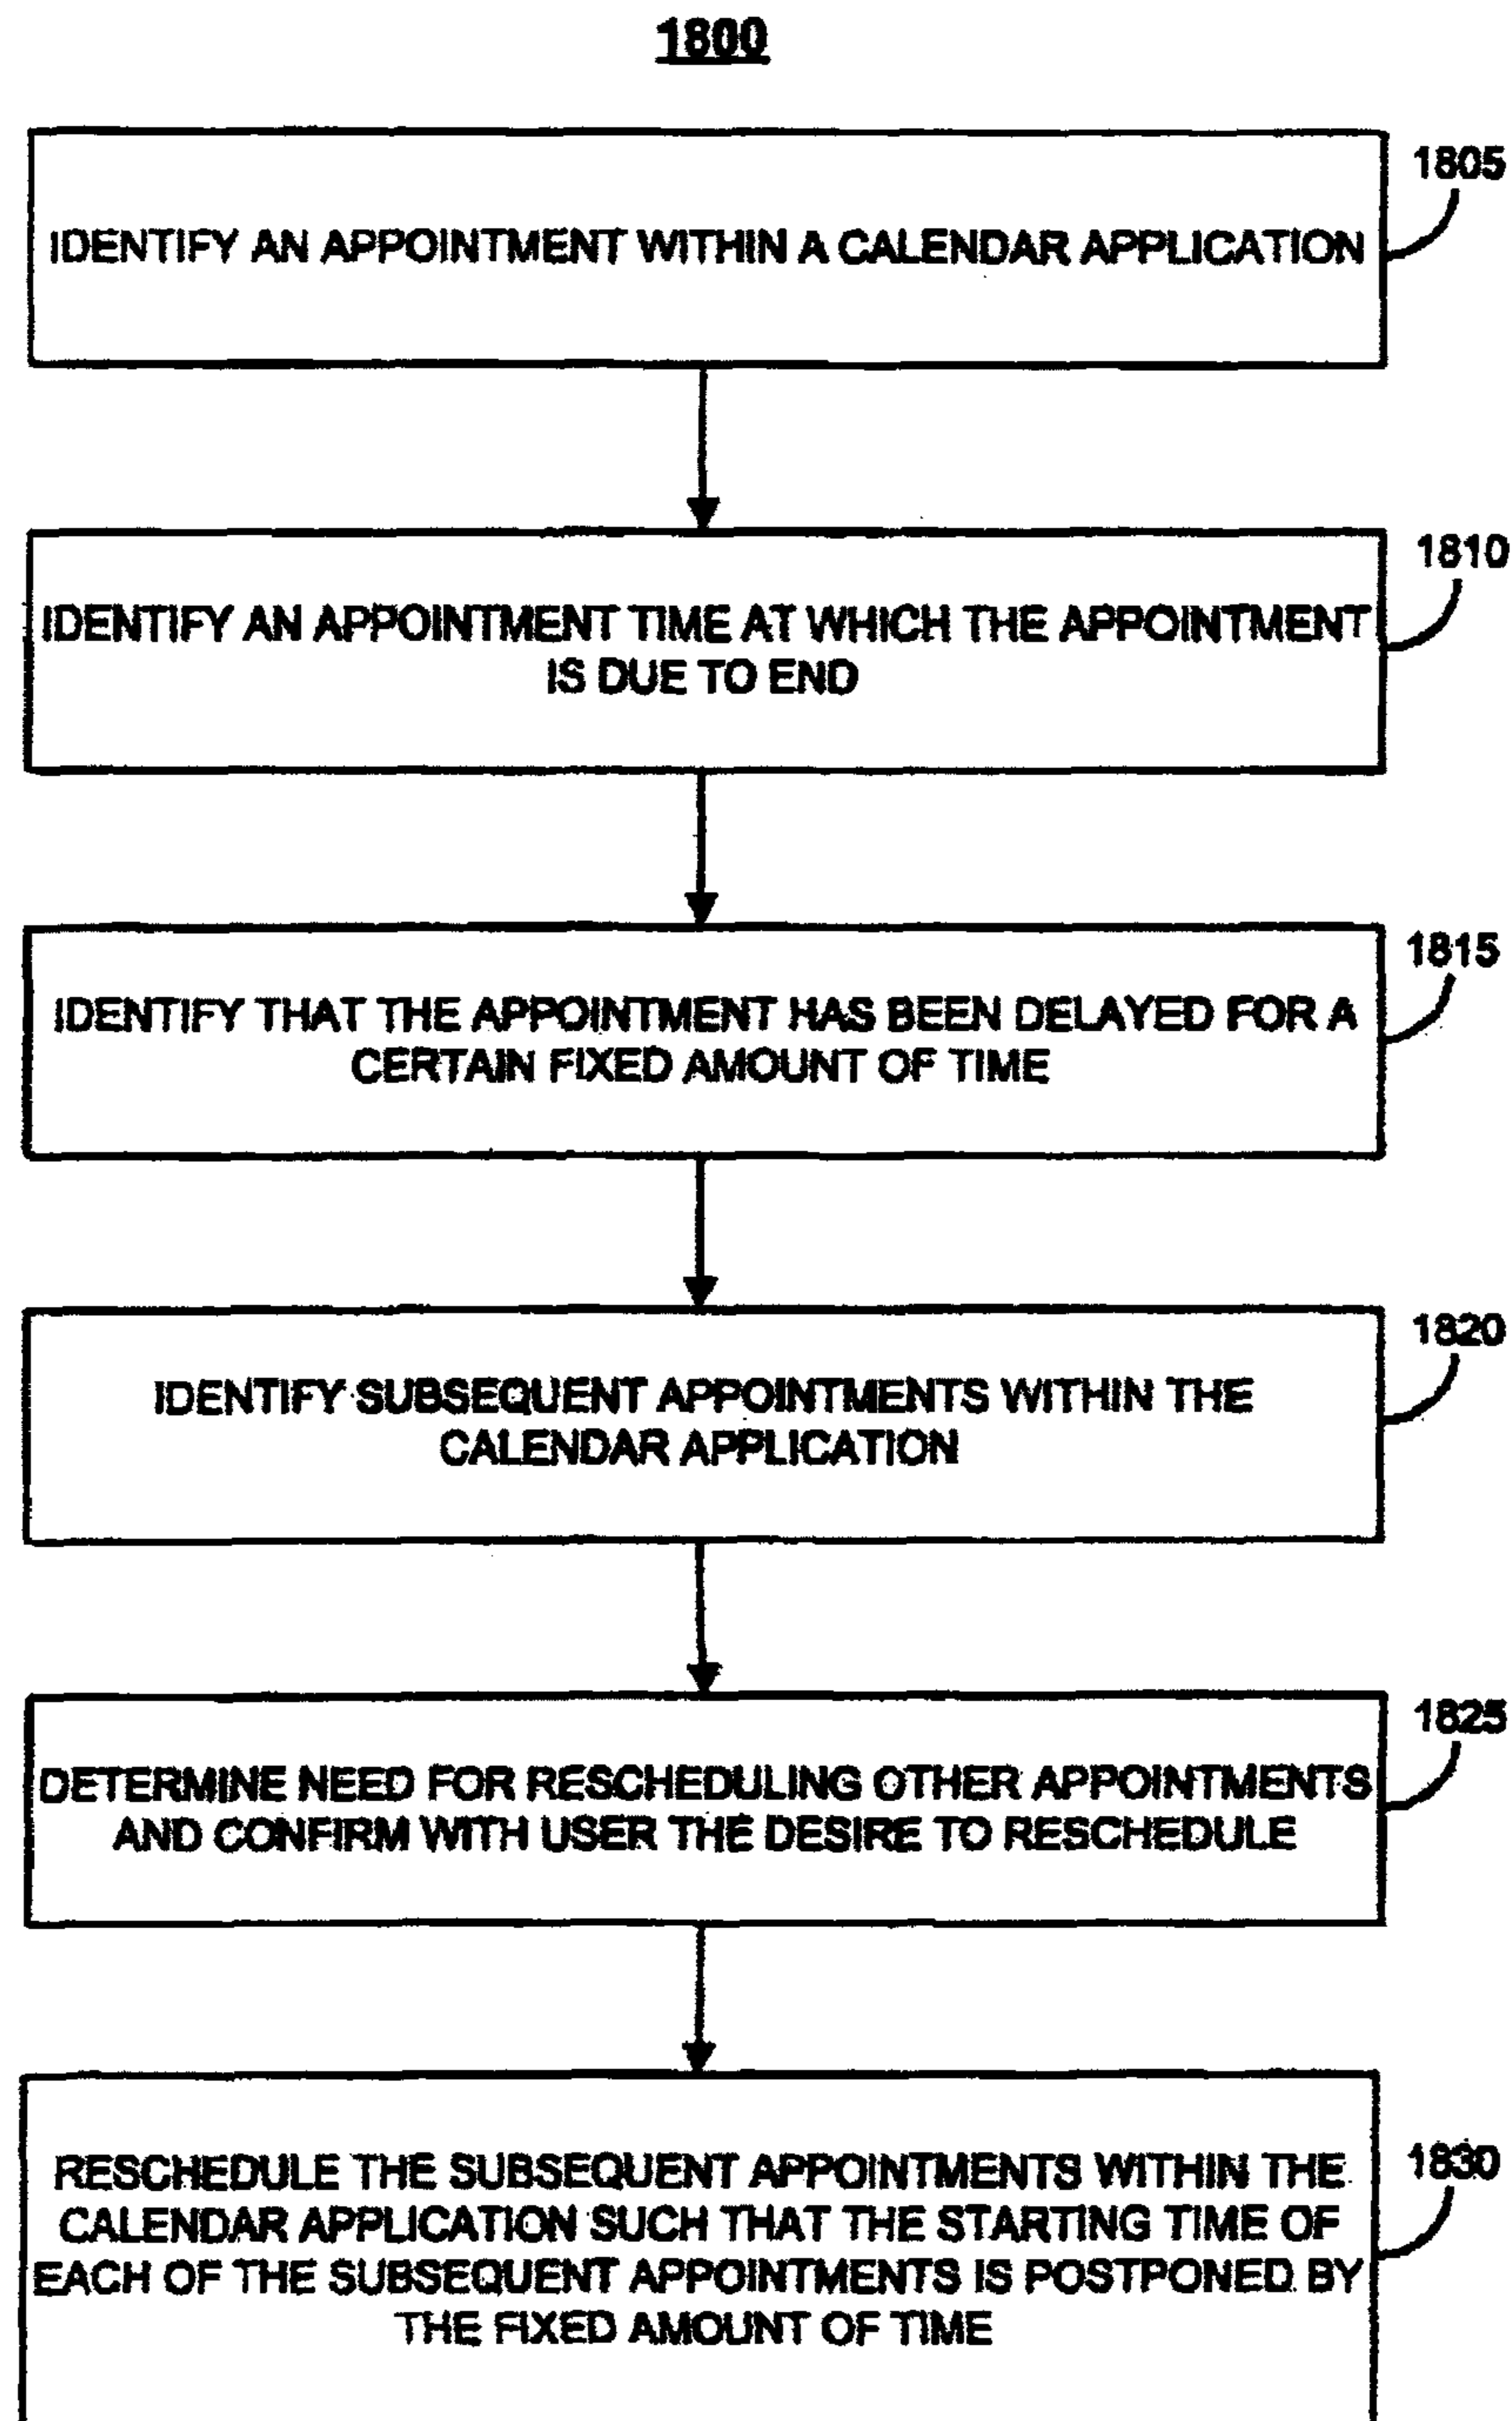 1800
1805
IDENTIFY AN APPOINTMENT WITHIN A CALENDAR APPLICATION
1810
IDENTIFY AN APPOINTMENT TIME AT WHICH THE APPOINTMENT
IS DUE TO END
1815
IDENTIFY THAT THE APPOINTMENT HAS BEEN DELAYED FOR A
CERTAIN FIXED AMOUNT OF TIME
1820
IDENTIFY SUBSEQUENT APPOINTMENTS WITHIN THE
CALENDAR APPLICATION
1825
DETERMINE NEED FOR RESCHEDULING OTHER APPOINTMENTS
AND CONFIRM WITH USER THE DESIRE TO RESCHEDULE
1830
RESCHEDULE THE SUBSEQUENT APPOINTMENTS WITHIN THE
CALENDAR APPLICATION SUCH THAT THE STARTING TIME OF
EACH OF THE SUBSEQUENT APPOINTMENTS IS POSTPONED BY
THE FIXED AMOUNT OF TIME